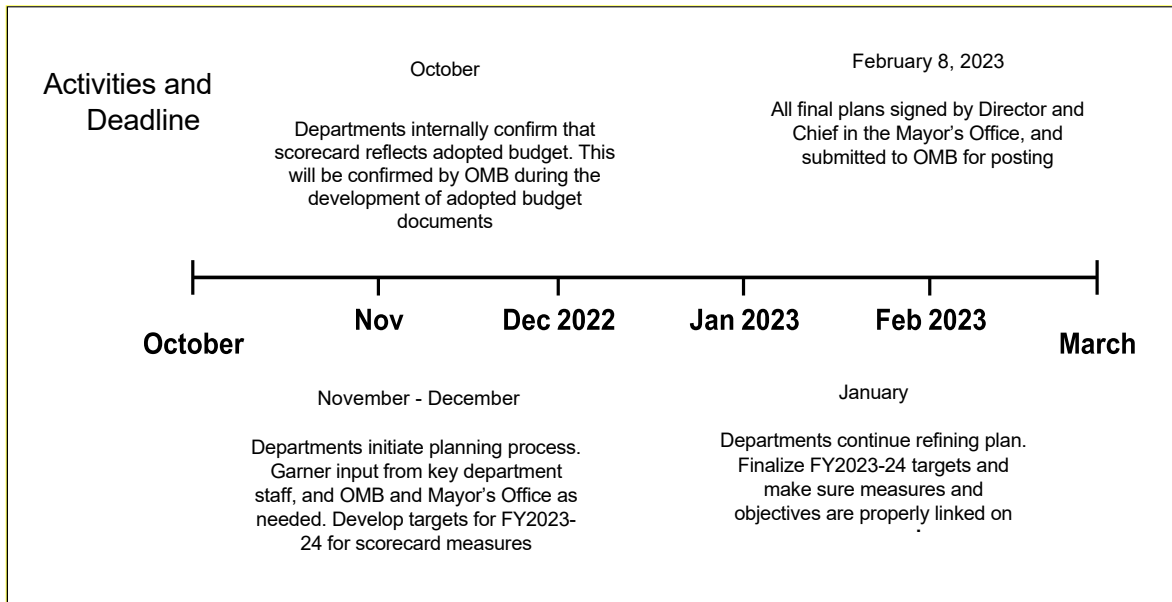 Activities and
Deadline
October
Departments internally confirm that
scorecard reflects adopted budget. This
will be confirmed by OMB during the
development of adopted budget
documents
February 8, 2023
All final plans signed by Director and
Chief in the Mayor's Office, and
submitted to OMB for posting
October
Nov
Dec 2022
Jan 2023
Feb 2023
March
November - December
Departments initiate planning process.
Garner input from key department
staff, and OMB and Mayor's Office as
needed. Develop targets for FY2023-
24 for scorecard measures
January
Departments continue refining plan.
Finalize FY2023-24 targets and
make sure measures and
objectives are properly linked on